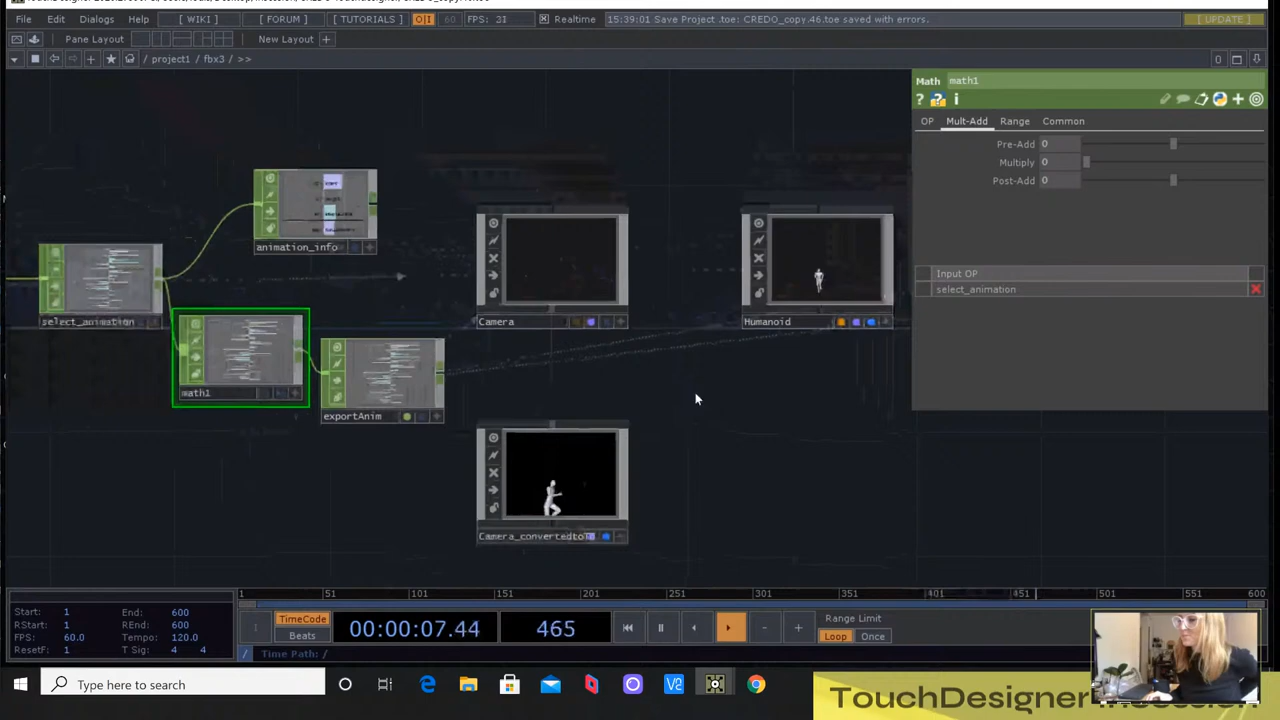 File Edit Dialogs Help [ WIKI ] [ FORUM ] [ TUTORIALS ] O|I 60 FPS: 31 Realtime 15:39:01 Save Project .toe: CREDO_copy.46.toe saved with errors. [ UPDATE ]
Pane Layout New Layout +
/ project1 / fbx3 / >> 0
Math math1
OP Mult-Add Range Common
Pre-Add 0
Multiply 0
Post-Add 0
Input OP
select_animation
animation_info
select_animation
math1
exportAnim
Camera
Humanoid
Start: 1 End: 600
RStart: 1 REnd: 600
FPS: 60.0 Tempo: 120.0
ResetF: 1 T Sig: 4 4
1 51 101 151 201 251 301 351 401 451 501 551 600
TimeCode
Beats
00:00:07.44 465
Range Limit
Loop Once
/ Time Path: /
Type here to search
TouchDesigner